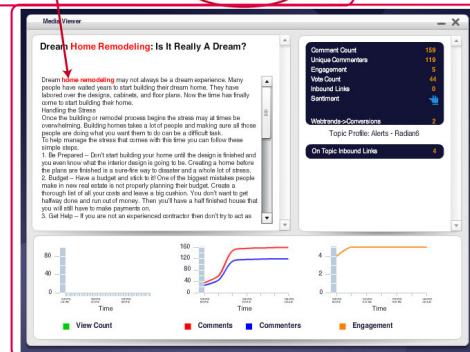 Media Viewer
Dream Home Remodeling: Is It Really A Dream?
Dream home remodeling may not always be a dream experience. Many
people have waited years to start building their dream home. They have
labored over the designs, cabinets, and floor plans. Now the time has finally
come to start building their home.
Handling the Stress
Once the building or remodel process begins the stress may at times be
overwhelming. Building homes takes a lot of people and making sure all those
people are doing what you want them to do can be a difficult task.
To help manage the stress that comes with this time you can follow these
simple steps.
1. Be Prepared – Don't start building your home until the design is finished and
you even know what the interior design is going to be. Creating a home before
the plans are finished is a sure-fire way to disaster and a whole lot of stress.
2. Budget – Have a budget and stick to it! One of the biggest mistakes people
make in new real estate is not properly planning their budget. Create a
thorough list of all your costs and leave a big cushion. You don't want to get
halfway done and run out of money. Then you'll have a half finished house that
you will still have to make payments on.
3. Get Help – If you are not an experienced contractor then don't try to act as
Comment Count 159
Unique Commenters 119
Engagement 5
Vote Count 44
Inbound Links 0
Sentiment
Webtrends->Conversions 2
Topic Profile: Alerts - Radian6
On Topic Inbound Links 4
80
40
0
Time
View Count
160
120
80
40
0
Time
Comments
Commenters
4
2
0
Time
Engagement